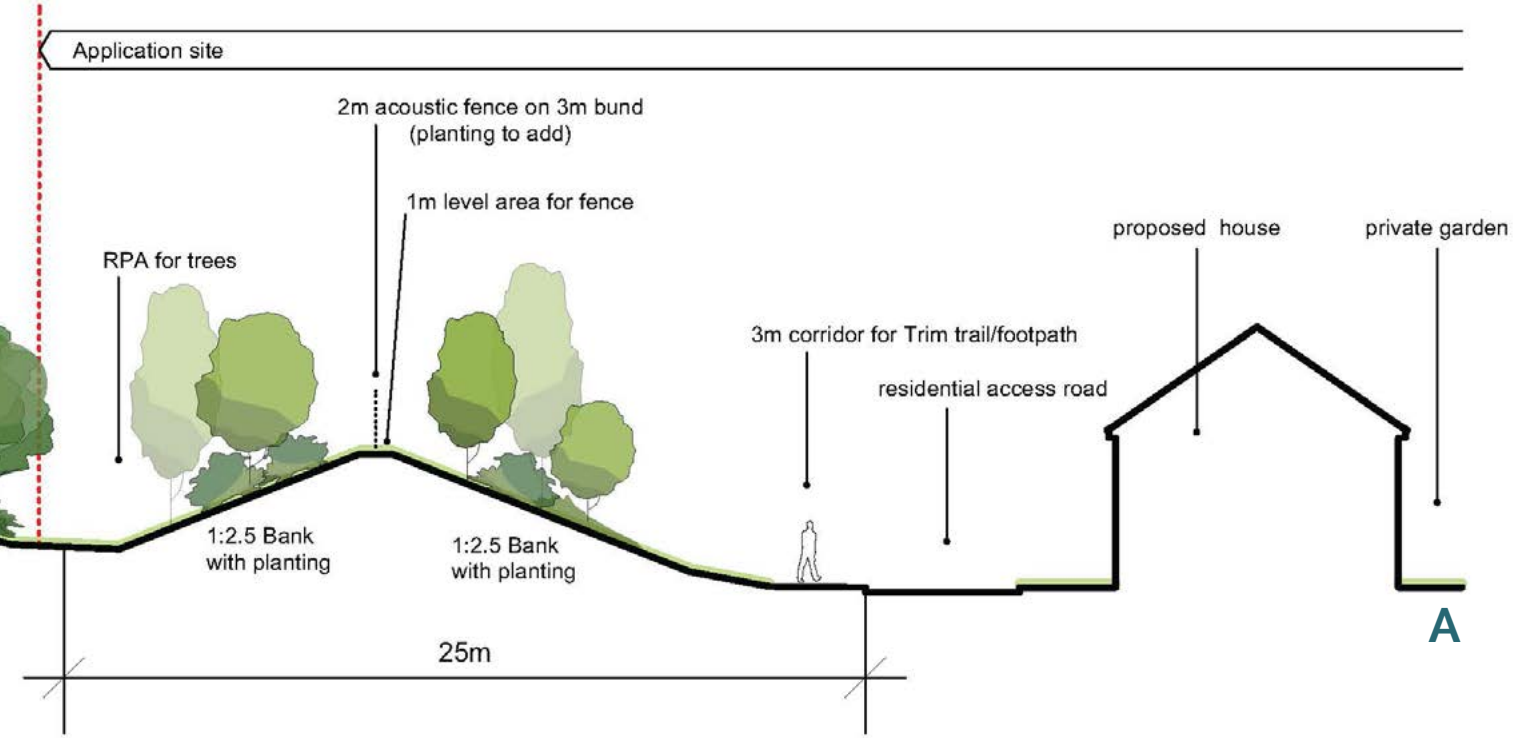 Application site
2m acoustic fence on 3m bund
(planting to add)
1m level area for fence
proposed house
private garden
RPA for trees
3m corridor for Trim trail/footpath
residential access road
1:2.5 Bank
with planting
1:2.5 Bank
with planting
A
25m